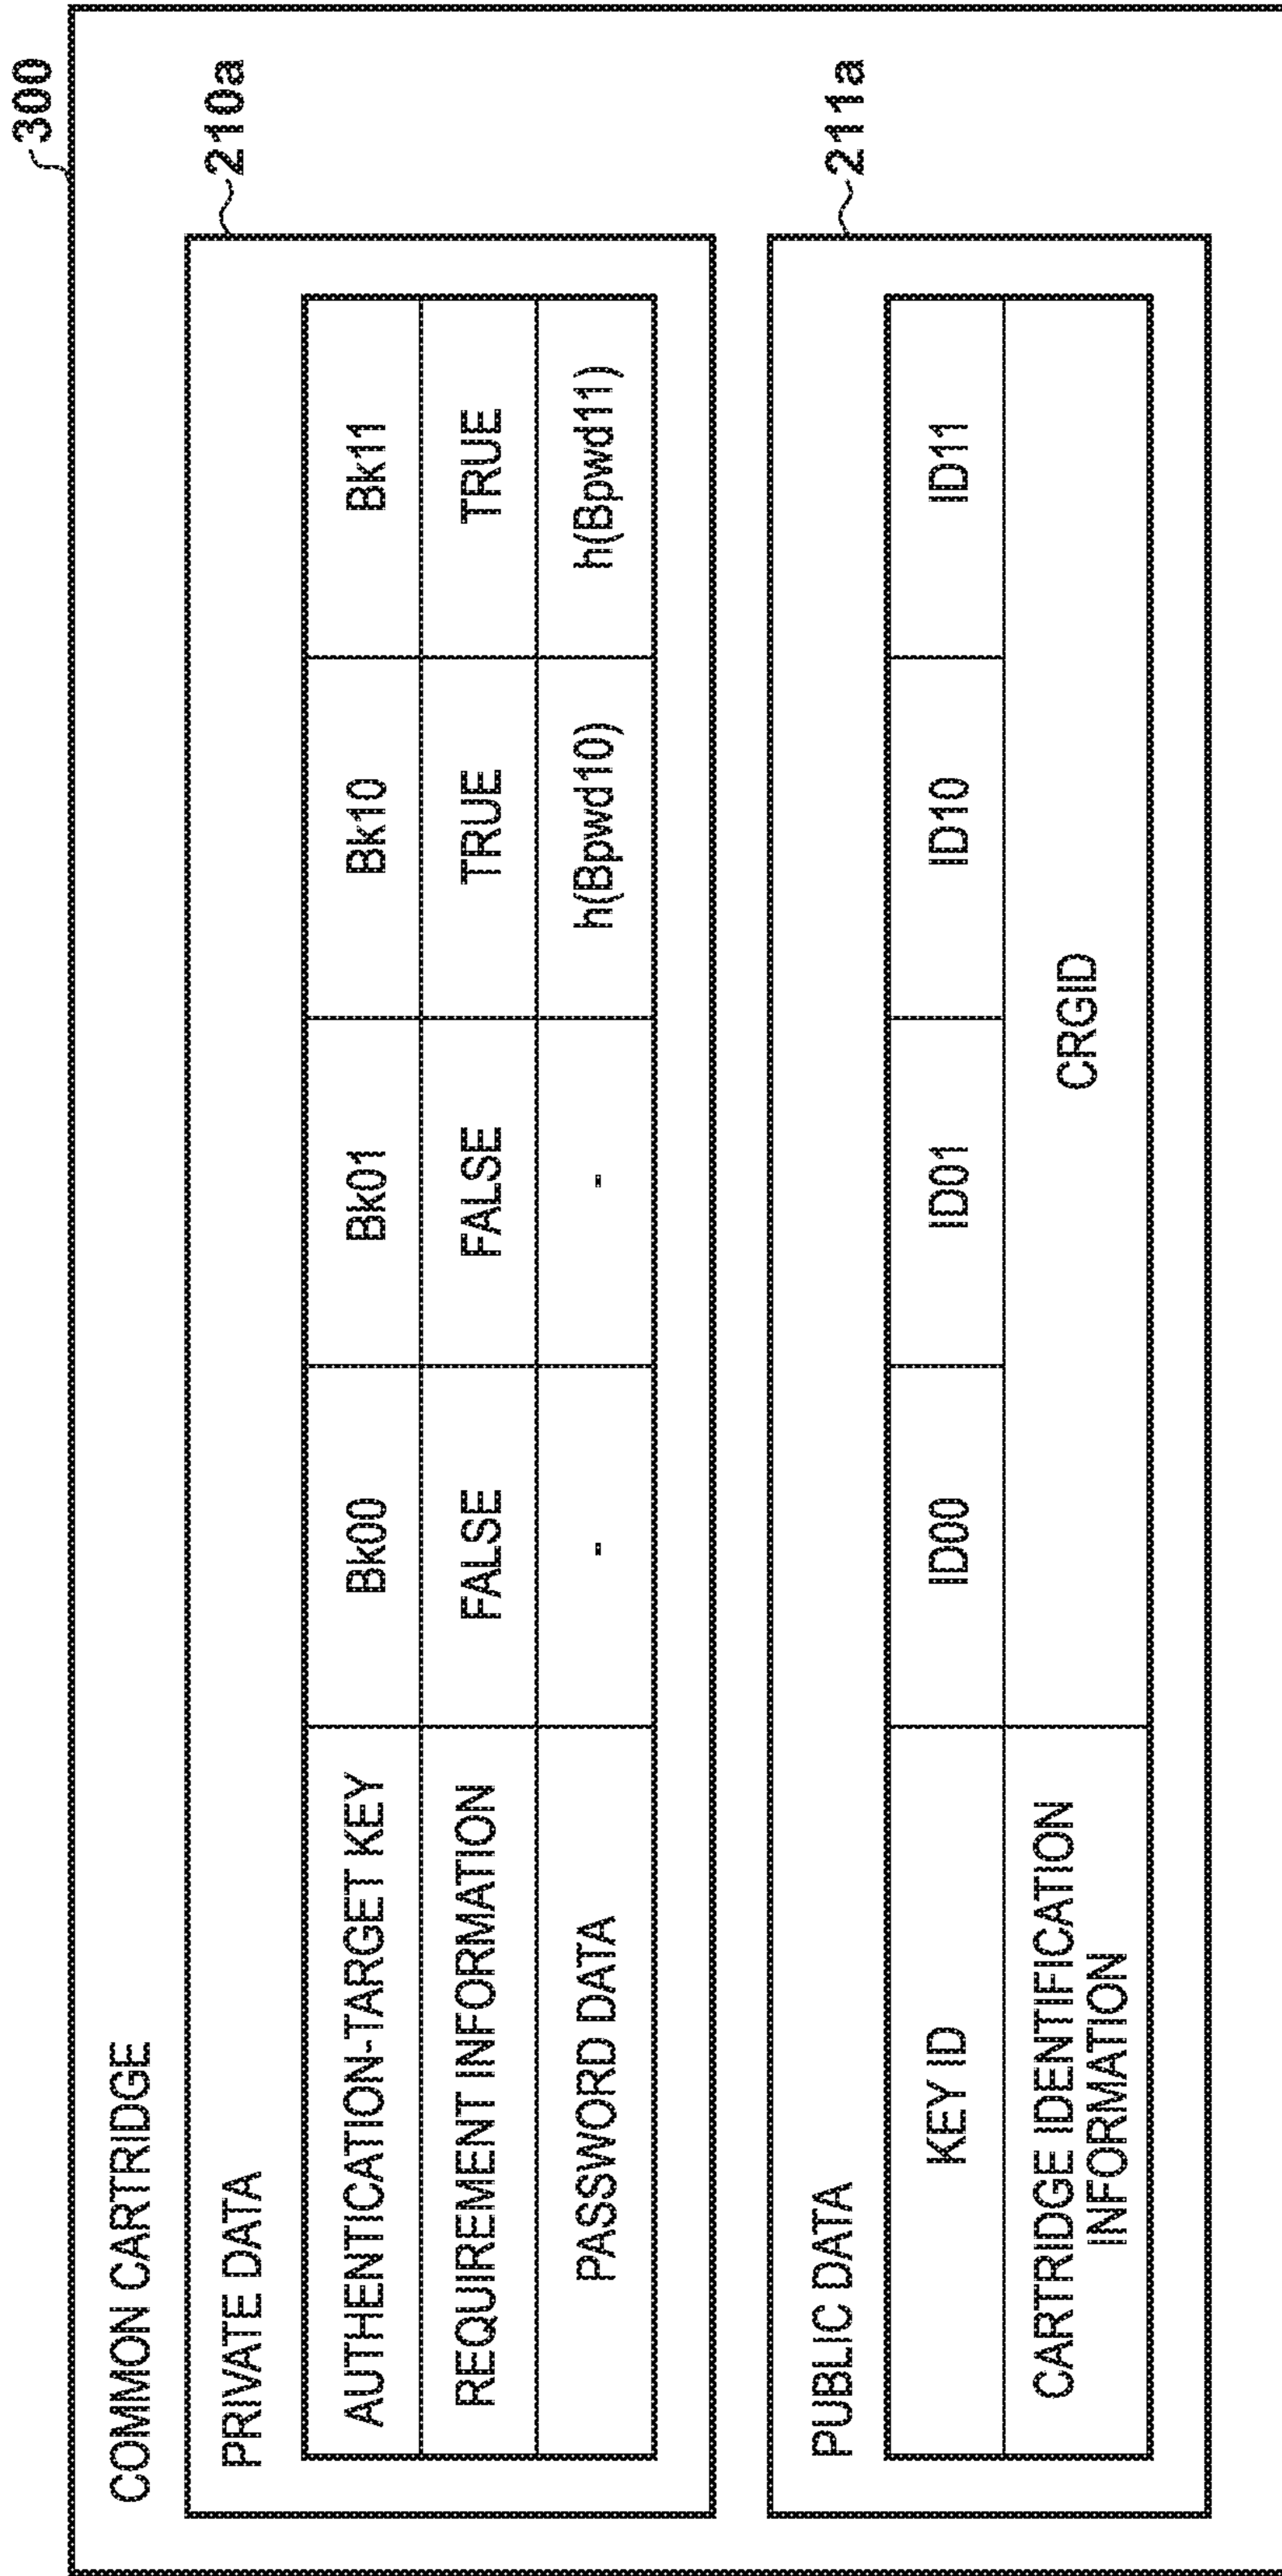 300
COMMON CARTRIDGE
210a
PRIVATE DATA
AUTHENTICATION-TARGET KEY Bk00 Bk01 Bk10 Bk11
REQUIREMENT INFORMATION FALSE FALSE TRUE TRUE
PASSWORD DATA - - h(Bpwd10) h(Bpwd11)
211a
PUBLIC DATA
KEY ID ID00 ID01 ID10 ID11
CARTRIDGE IDENTIFICATION
INFORMATION
CRGID